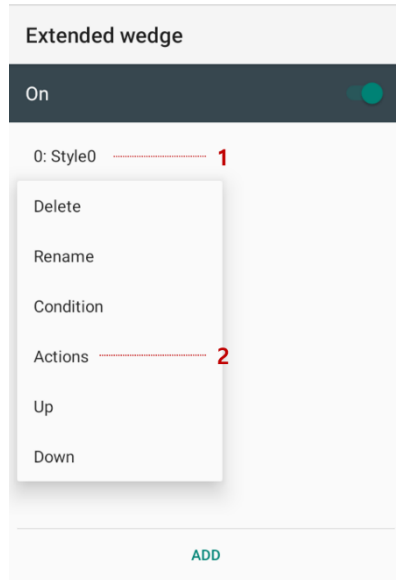 Extended wedge
On
0: Style0 1
Delete
Rename
Condition
Actions 2
Up
Down
ADD